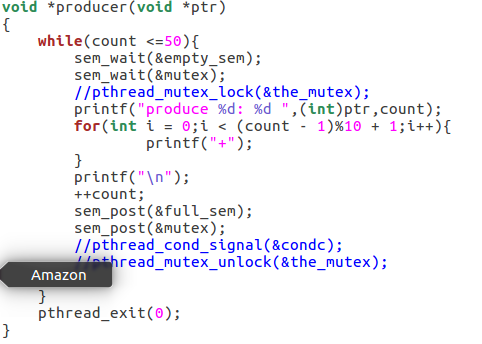 void *producer(void *ptr)
{
    while(count <=50){
        sem_wait(&empty_sem);
        sem_wait(&mutex);
        //pthread_mutex_lock(&the_mutex);
        printf("produce %d: %d ",(int)ptr,count);
        for(int i = 0;i < (count - 1)%10 + 1;i++){
                printf("+");
        }
        printf("\n");
        ++count;
        sem_post(&full_sem);
        sem_post(&mutex);
        //pthread_cond_signal(&condc);
        //pthread_mutex_unlock(&the_mutex);
Amazon
    }
    pthread_exit(0);
}